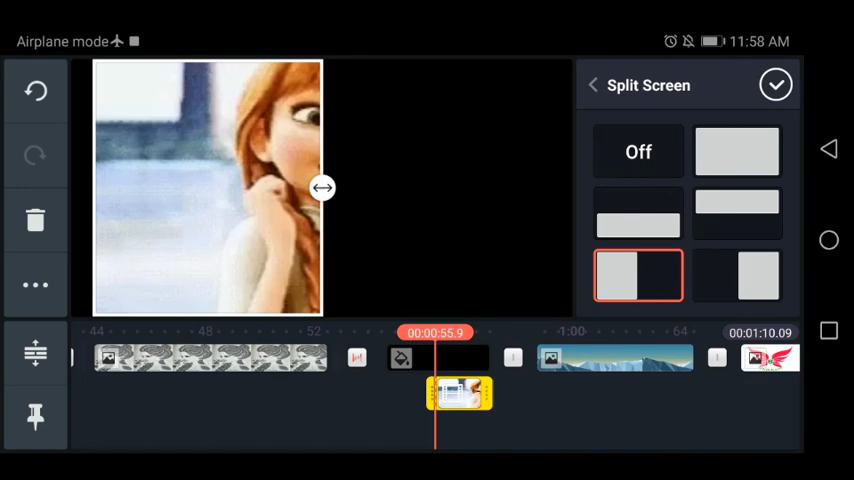 Airplane mode
11:58 AM
Split Screen
Off
44
48
52
00:00:55.9
-1:00
64
00:01:10.09